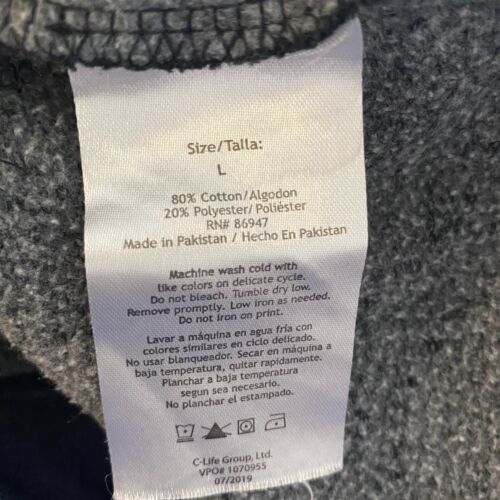 Size/Talla:
L
80% Cotton/Algodon
20% Polyester/Poliéster
RN# 86947
Made in Pakistan / Hecho En Pakistan
Machine wash cold with
like colors on delicate cycle.
Do not bleach. Tumble dry low.
Remove promptly. Low iron as needed.
Do not iron on print.
Lavar a máquina en agua fría con
colores similares en ciclo delicado.
No usar blanqueador. Secar en máquina a
baja temperatura, quitar rapidamente.
Planchar a baja temperatura
segun sea necesario.
No planchar el estampado.
C-Life Group, Ltd.
VPO# 1070955
07/2019